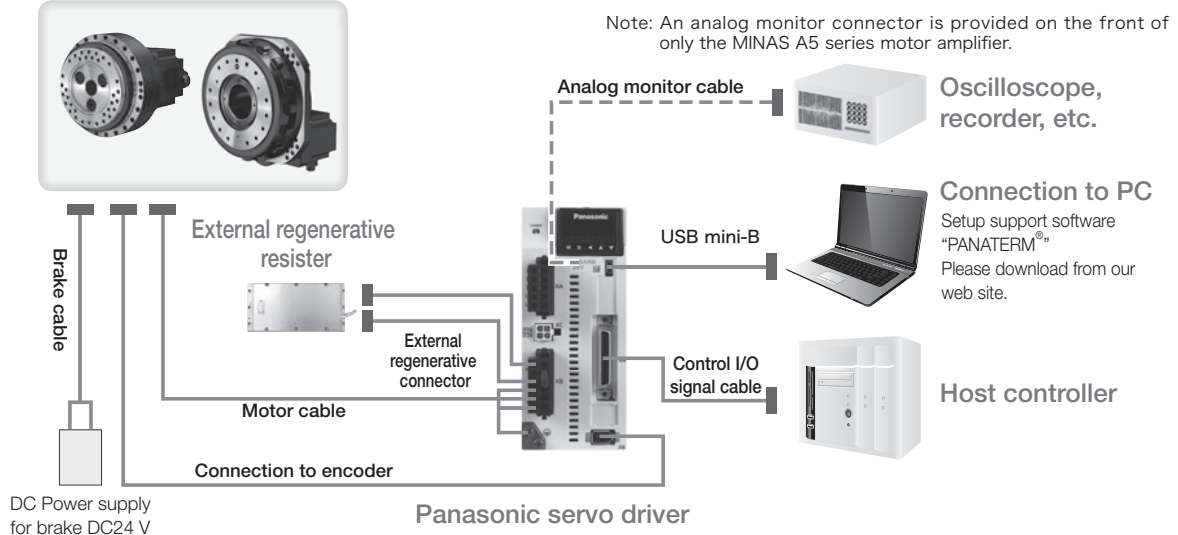 Note: An analog monitor connector is provided on the front of
only the MINAS A5 series motor amplifier.
Analog monitor cable
Oscilloscope,
recorder, etc.
Connection to PC
Setup support software
“PANATERM®”
Please download from our
web site.
USB mini-B
Panasonic
External regenerative
resister
Brake cable
External
regenerative
connector
Control I/O
signal cable
Host controller
Motor cable
Connection to encoder
DC Power supply
for brake DC24 V
Panasonic servo driver